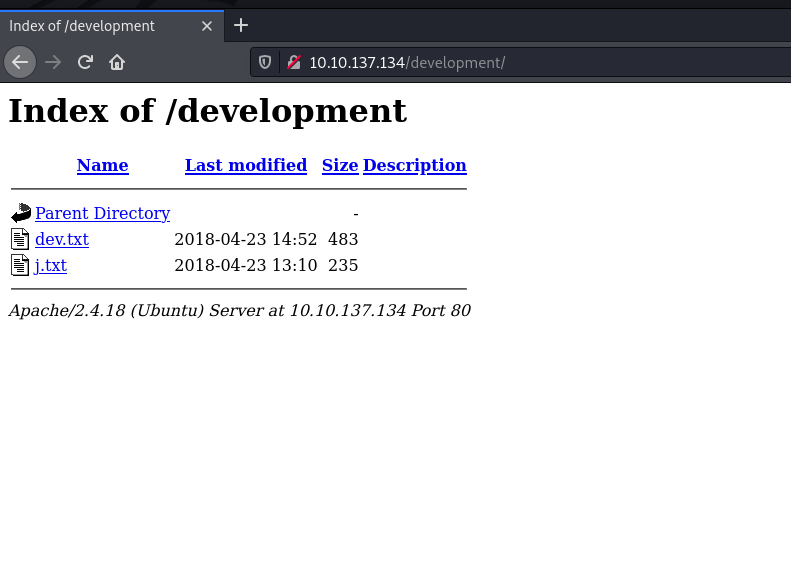 Index of /development
10.10.137.134/development/
Index of /development
Name Last modified Size Description
Parent Directory -
dev.txt 2018-04-23 14:52 483
j.txt 2018-04-23 13:10 235
Apache/2.4.18 (Ubuntu) Server at 10.10.137.134 Port 80